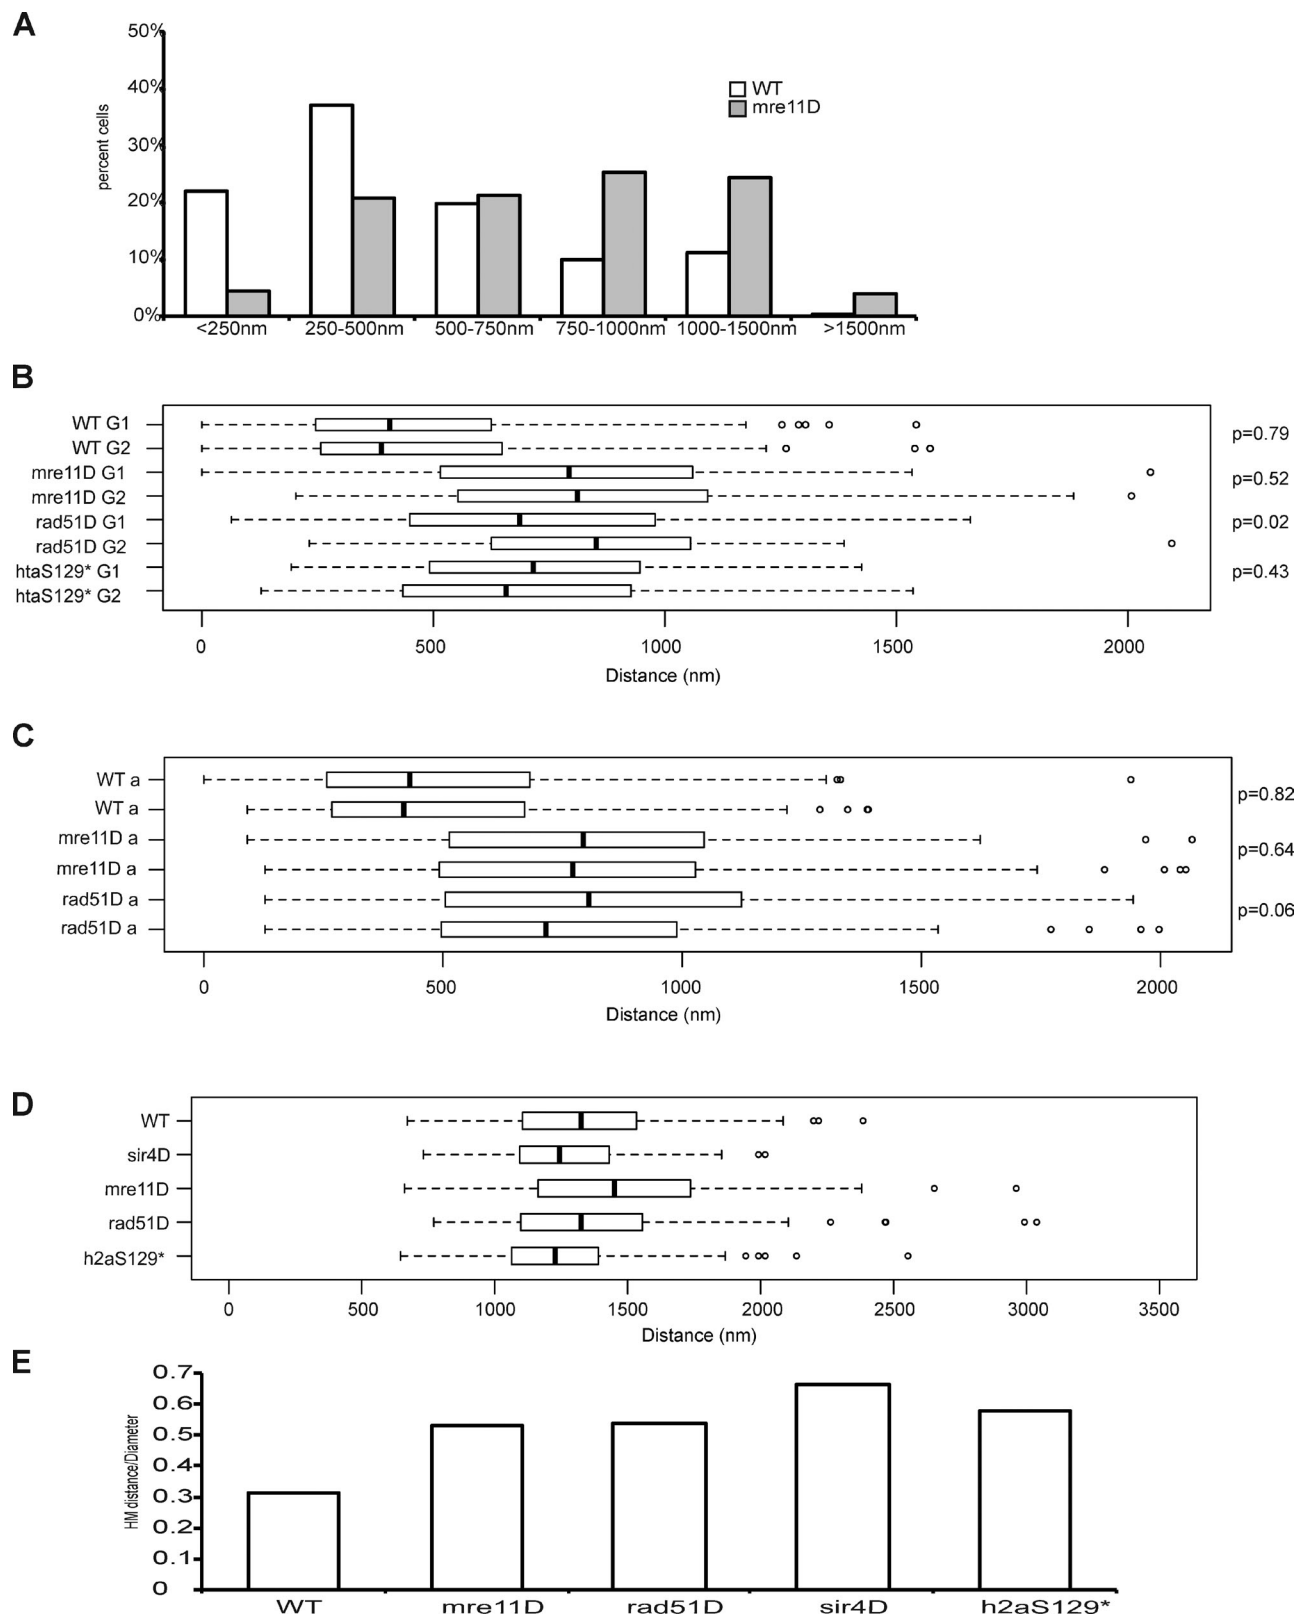 A
50%
40%
30%
20%
10%
0%
percent cells
WT
mre11D
<250nm 250-500nm 500-750nm 750-1000nm 1000-1500nm >1500nm
B
WT G1
WT G2
mre11D G1
mre11D G2
rad51D G1
rad51D G2
htaS129* G1
htaS129* G2
p=0.79
p=0.52
p=0.02
p=0.43
0 500 1000 1500 2000
Distance (nm)
C
WT a
WT a
mre11D a
mre11D a
rad51D a
rad51D a
p=0.82
p=0.64
p=0.06
0 500 1000 1500 2000
Distance (nm)
D
WT
sir4D
mre11D
rad51D
h2aS129*
0 500 1000 1500 2000 2500 3000 3500
Distance (nm)
E
0.7
0.6
0.5
0.4
0.3
0.2
0.1
0
HM distance/Diameter
WT mre11D rad51D sir4D h2aS129*